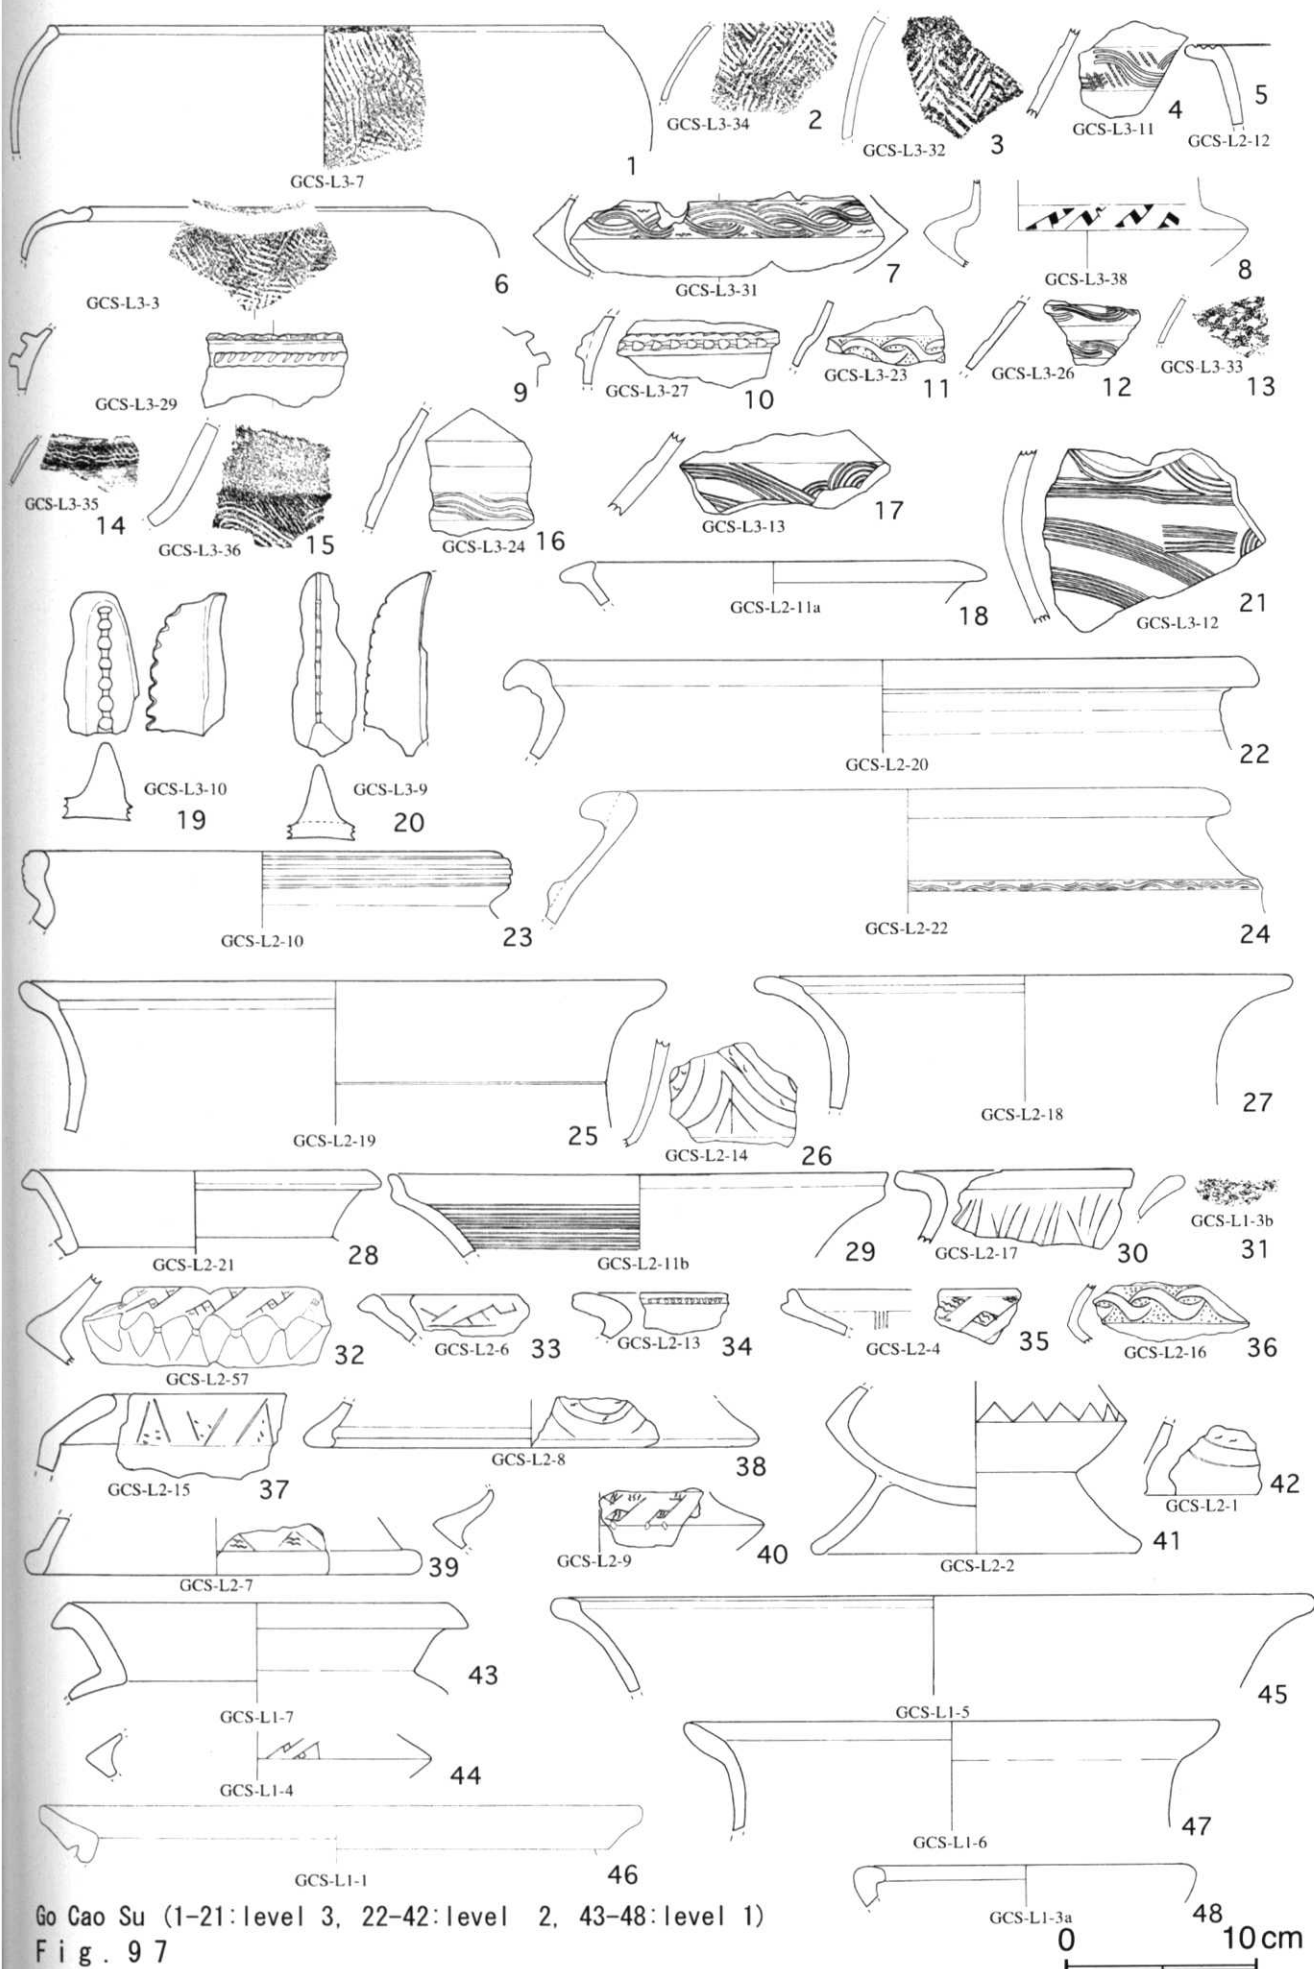 GCS-L3-7
1
GCS-L3-34
2
GCS-L3-32
3
GCS-L3-11
4
GCS-L2-12
5
GCS-L3-3
6
GCS-L3-31
7
GCS-L3-38
8
GCS-L3-29
9
GCS-L3-27
10
GCS-L3-23
11
GCS-L3-26
12
GCS-L3-33
13
GCS-L3-35
14
GCS-L3-36
15
GCS-L3-24
16
GCS-L3-13
17
GCS-L2-11a
18
GCS-L3-12
21
GCS-L3-10
19
GCS-L3-9
20
GCS-L2-20
22
GCS-L2-10
23
GCS-L2-22
24
GCS-L2-19
25
GCS-L2-14
26
GCS-L2-18
27
GCS-L2-21
28
GCS-L2-11b
29
GCS-L2-17
30
GCS-L1-3b
31
GCS-L2-57
32
GCS-L2-6
33
GCS-L2-13
34
GCS-L2-4
35
GCS-L2-16
36
GCS-L2-15
37
GCS-L2-8
38
GCS-L2-7
39
GCS-L2-9
40
GCS-L2-2
41
GCS-L2-1
42
GCS-L1-7
43
GCS-L1-4
44
GCS-L1-5
45
GCS-L1-1
46
GCS-L1-6
47
GCS-L1-3a
48
Go Cao Su (1-21:level 3, 22-42:level 2, 43-48:level 1)
Fig. 97
0 10cm